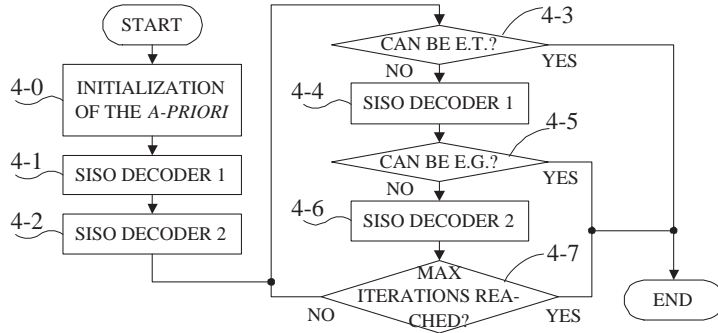 START
4-0
INITIALIZATION
OF THE A-PRIORI
4-1
SISO DECODER 1
4-2
SISO DECODER 2
4-3
CAN BE E.T.?
NO
YES
4-4
SISO DECODER 1
4-5
CAN BE E.G.?
NO
YES
4-6
SISO DECODER 2
4-7
MAX
ITERATIONS REA-
CHED?
NO
YES
END